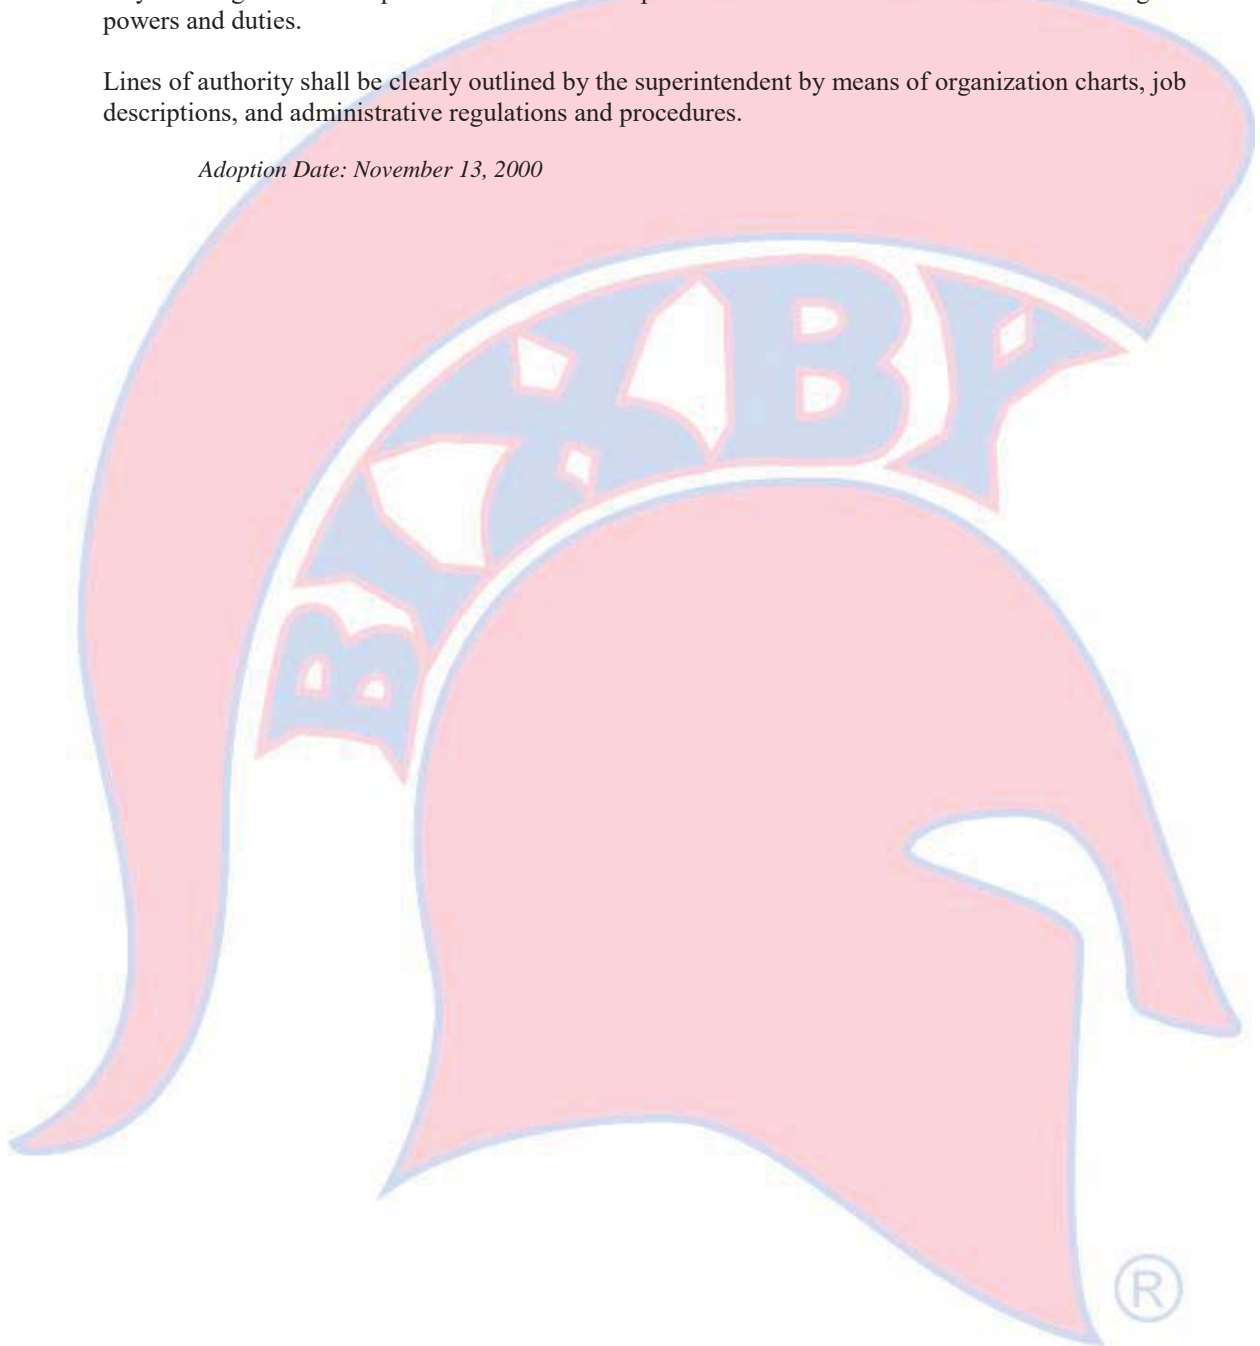 powers and duties.
Lines of authority shall be clearly outlined by the superintendent by means of organization charts, job
descriptions, and administrative regulations and procedures.
Adoption Date: November 13, 2000
BIXBY
®